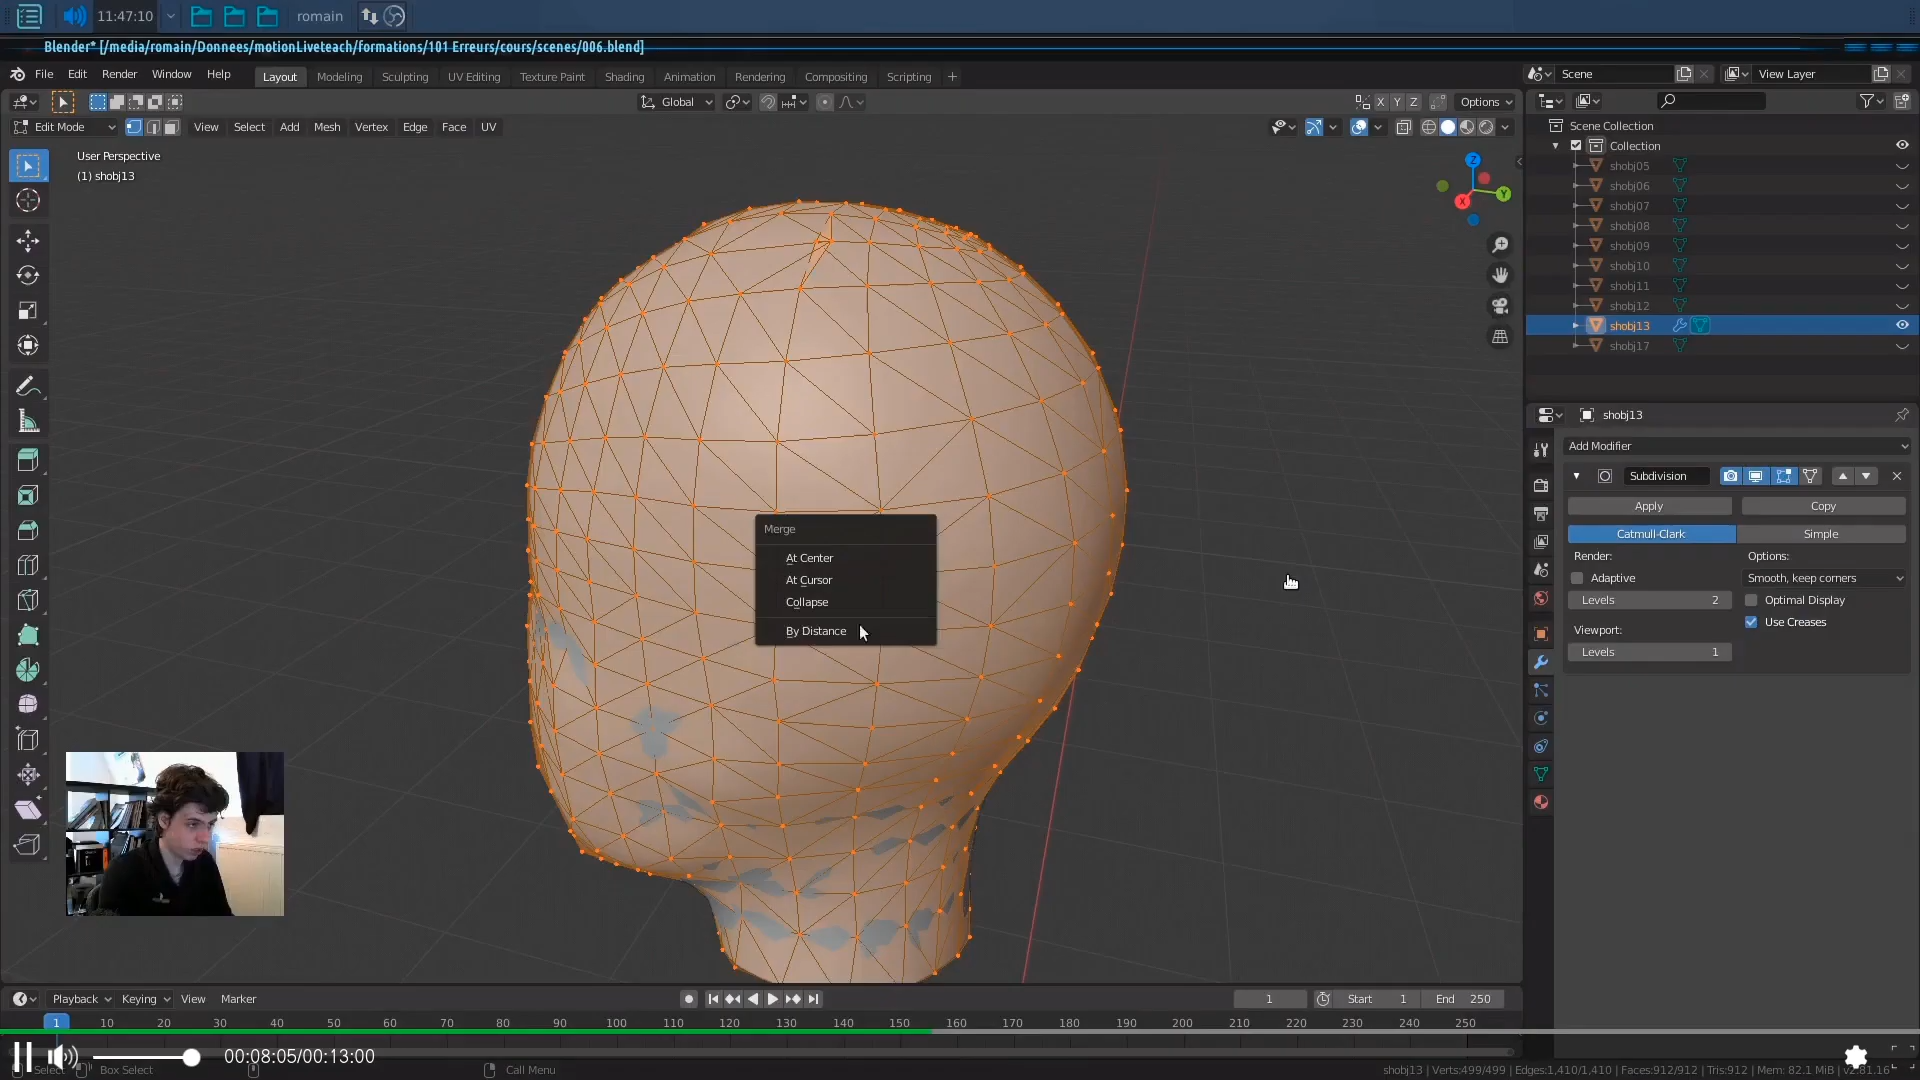 11:47:10
romain
Blender* [/media/romain/Donnees/motionLiveteach/formations/101 Erreurs/cours/scenes/006.blend]
File Edit Render Window Help Layout Modeling Sculpting UV Editing Texture Paint Shading Animation Rendering Compositing Scripting + Scene View Layer
Global X Y Z Options
Edit Mode View Select Add Mesh Vertex Edge Face UV
User Perspective
(1) shobj13
Z
Y
X
Scene Collection
Collection
shobj05
shobj06
shobj07
shobj08
shobj09
shobj10
shobj11
shobj12
shobj13
shobj17
shobj13
Add Modifier
Subdivision
Apply Copy
Catmull-Clark Simple
Render: Options:
Adaptive Smooth, keep corners
Levels 2 Optimal Display
Use Creases
Viewport:
Levels 1
Merge
At Center
At Cursor
Collapse
By Distance
Playback Keying View Marker 1 Start 1 End 250
1 10 20 30 40 50 60 70 80 90 100 110 120 130 140 150 160 170 180 190 200 210 220 230 240 250
00:08:05/00:13:00
Select Box Select Call Menu shobj13 | Verts:499/499 | Edges:1,410/1,410 | Faces:912/912 | Tris:912 | Mem: 82.1 MiB | v2.81.16